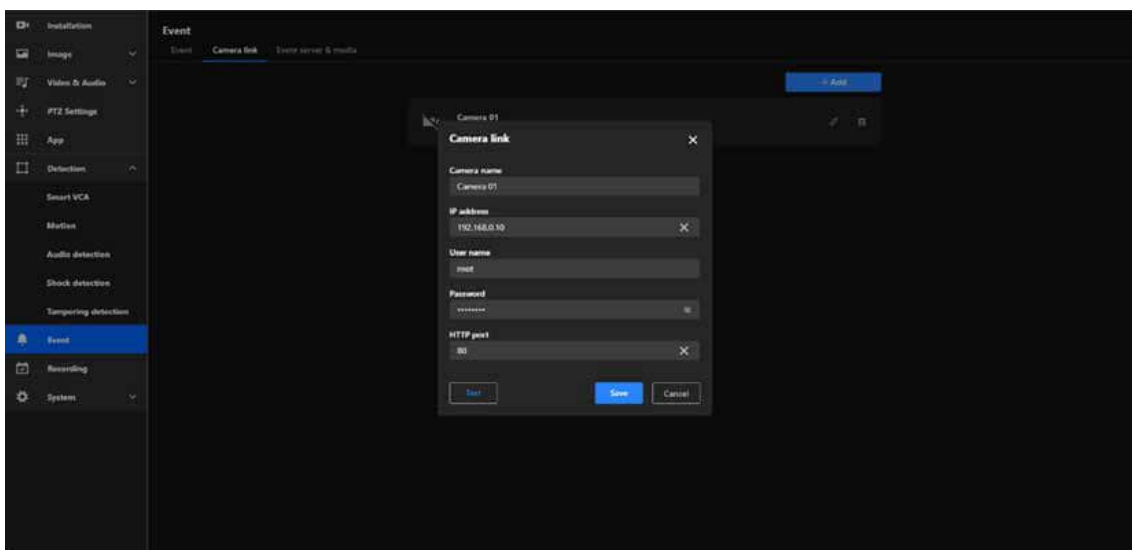 Installation
Image
Video & Audio
PTZ Settings
App
Detection
Smart VCA
Motion
Audio detection
Shock detection
Tampering detection
Event
Recording
System
Event
Event
Camera link
Event server & media
+ Add
Camera 01
Camera link
Camera name
Camera 01
IP address
192.168.0.10
User name
root
Password
••••••••
HTTP port
80
Test
Save
Cancel